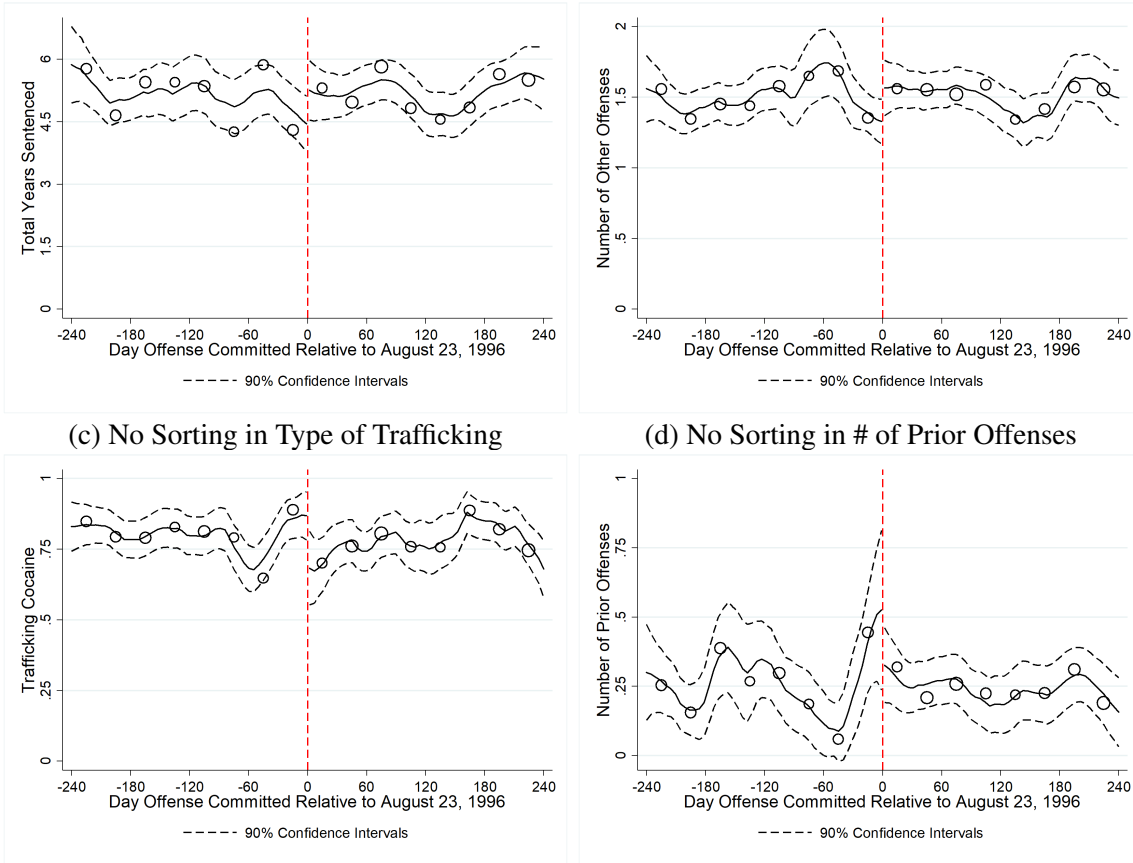 Total Years Sentenced
6
4.5
3
1.5
0
-240 -180 -120 -60 0 60 120 180 240
Day Offense Committed Relative to August 23, 1996
90% Confidence Intervals
Number of Other Offenses
2
1.5
1
.5
0
-240 -180 -120 -60 0 60 120 180 240
Day Offense Committed Relative to August 23, 1996
90% Confidence Intervals
(c) No Sorting in Type of Trafficking
(d) No Sorting in # of Prior Offenses
Trafficking Cocaine
1
.75
.5
.25
0
-240 -180 -120 -60 0 60 120 180 240
Day Offense Committed Relative to August 23, 1996
90% Confidence Intervals
Number of Prior Offenses
1
.75
.5
.25
0
-240 -180 -120 -60 0 60 120 180 240
Day Offense Committed Relative to August 23, 1996
90% Confidence Intervals